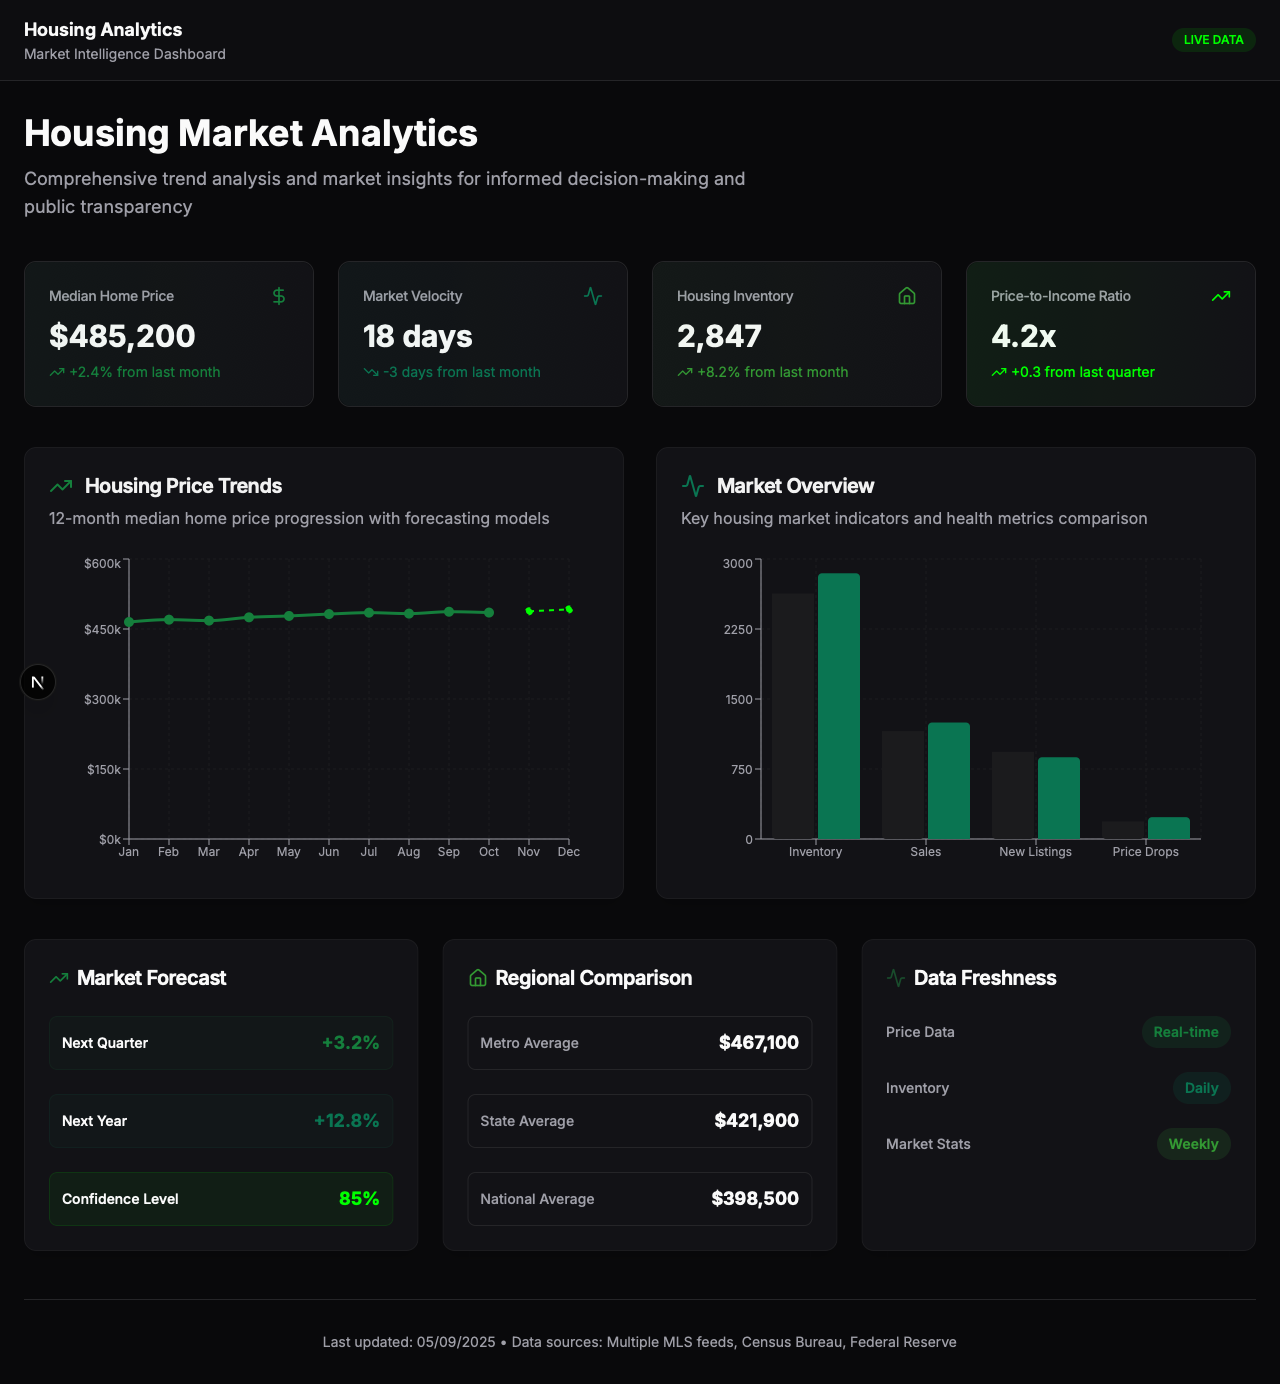 Housing Analytics
Market Intelligence Dashboard
LIVE DATA
Housing Market Analytics
Comprehensive trend analysis and market insights for informed decision-making and
public transparency
Median Home Price
$485,200
+2.4% from last month
Market Velocity
18 days
-3 days from last month
Housing Inventory
2,847
+8.2% from last month
Price-to-Income Ratio
4.2x
+0.3 from last quarter
Housing Price Trends
12-month median home price progression with forecasting models
$600k
$450k
$300k
$150k
$0k
Jan Feb Mar Apr May Jun Jul Aug Sep Oct Nov Dec
N
Market Overview
Key housing market indicators and health metrics comparison
3000
2250
1500
750
0
Inventory Sales New Listings Price Drops
Market Forecast
Next Quarter +3.2%
Next Year +12.8%
Confidence Level 85%
Regional Comparison
Metro Average $467,100
State Average $421,900
National Average $398,500
Data Freshness
Price Data Real-time
Inventory Daily
Market Stats Weekly
Last updated: 05/09/2025 • Data sources: Multiple MLS feeds, Census Bureau, Federal Reserve